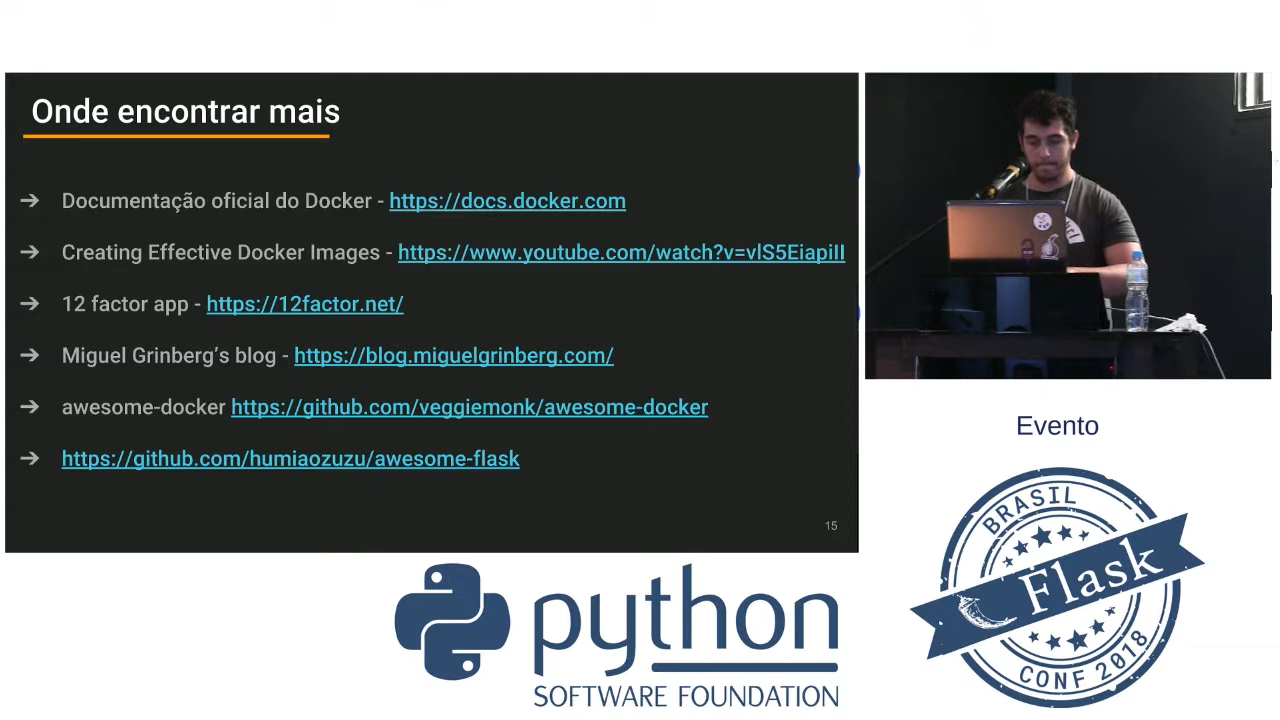 Onde encontrar mais
➔ Documentação oficial do Docker - https://docs.docker.com
➔ Creating Effective Docker Images - https://www.youtube.com/watch?v=vlS5EiapiII
➔ 12 factor app - https://12factor.net/
➔ Miguel Grinberg’s blog - https://blog.miguelgrinberg.com/
➔ awesome-docker https://github.com/veggiemonk/awesome-docker
➔ https://github.com/humiaozuzu/awesome-flask
15
Evento
BRASIL
Flask
CONF 2018
python
SOFTWARE FOUNDATION